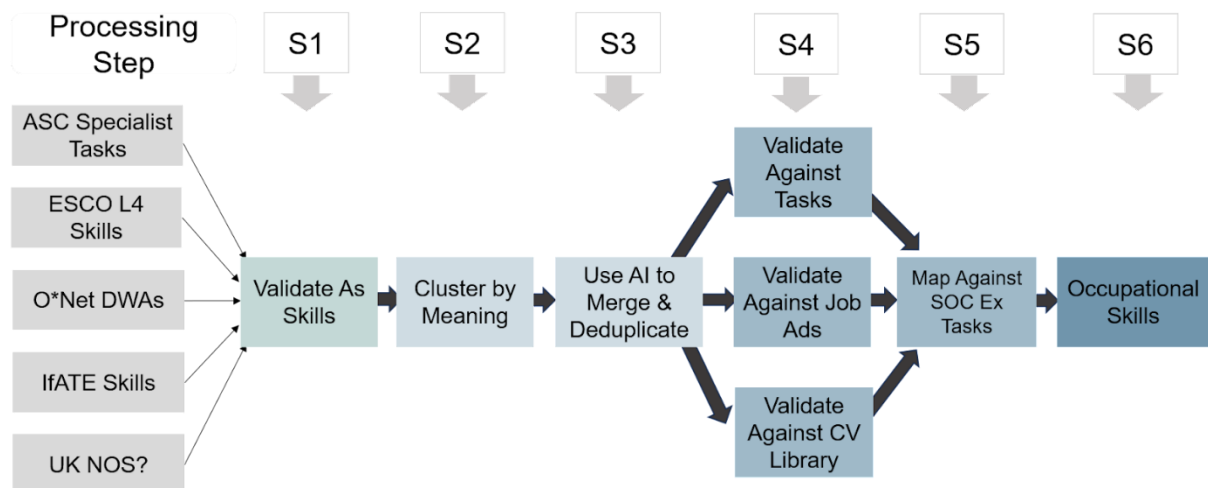 Processing
Step
S1
S2
S3
S4
S5
S6
ASC Specialist
Tasks
ESCO L4
Skills
O*Net DWAs
IfATE Skills
UK NOS?
Validate As
Skills
Cluster by
Meaning
Use AI to
Merge &
Deduplicate
Validate
Against
Tasks
Validate
Against Job
Ads
Validate
Against CV
Library
Map Against
SOC Ex
Tasks
Occupational
Skills